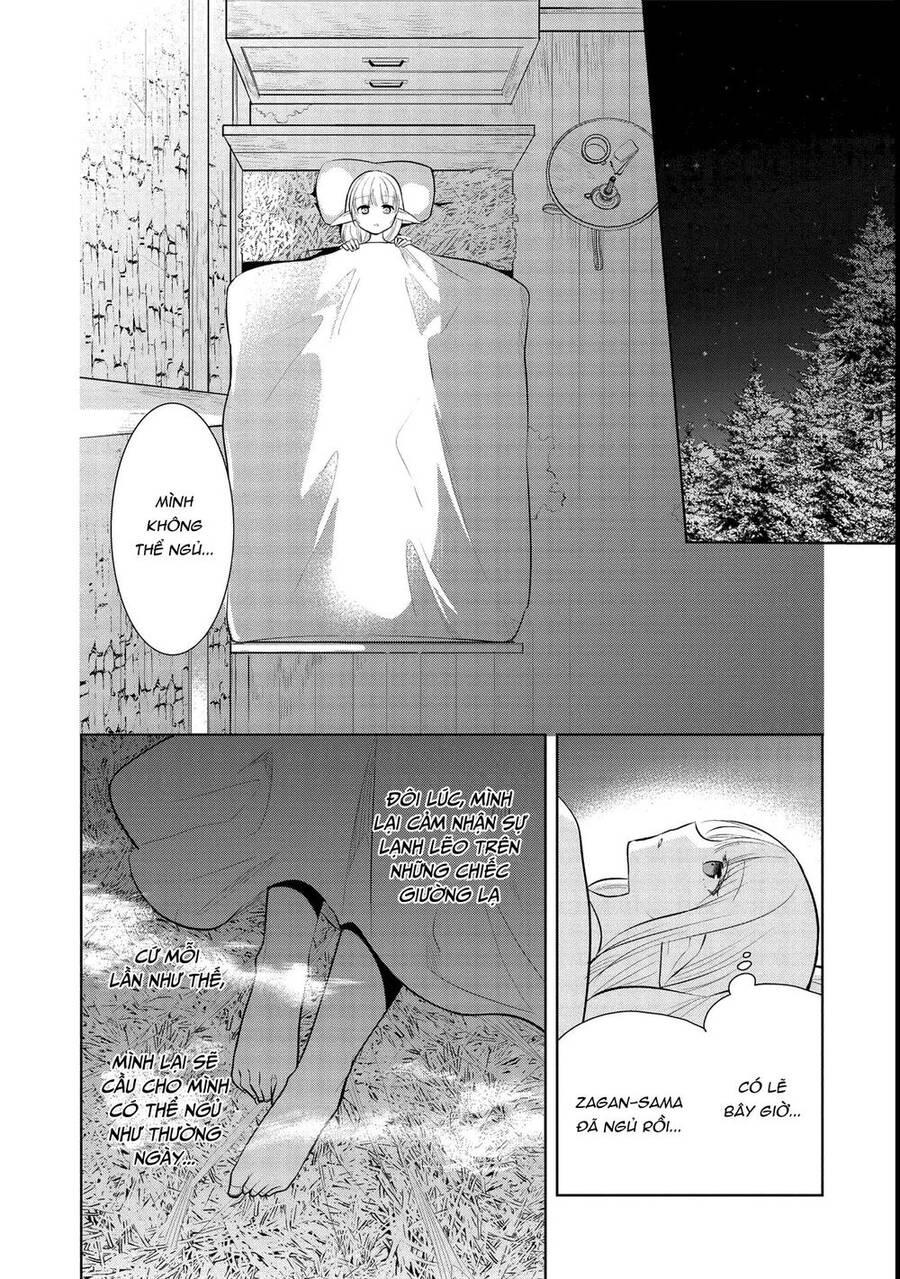 MÌNH
KHÔNG
THỂ NGỦ...
CÓ LẼ
BÂY GIỜ...
ZAGAN-SAMA
ĐÃ NGỦ RỒI...
ĐÔI LÚC, MÌNH
LẠI CẢM NHẬN SỰ
LẠNH LẼO TRÊN
NHỮNG CHIẾC
GIƯỜNG LẠ
CỨ MỖI
LẦN NHƯ THẾ,
MÌNH LẠI SẼ
CẦU CHO MÌNH
CÓ THỂ NGỦ
NHƯ THƯỜNG
NGÀY...